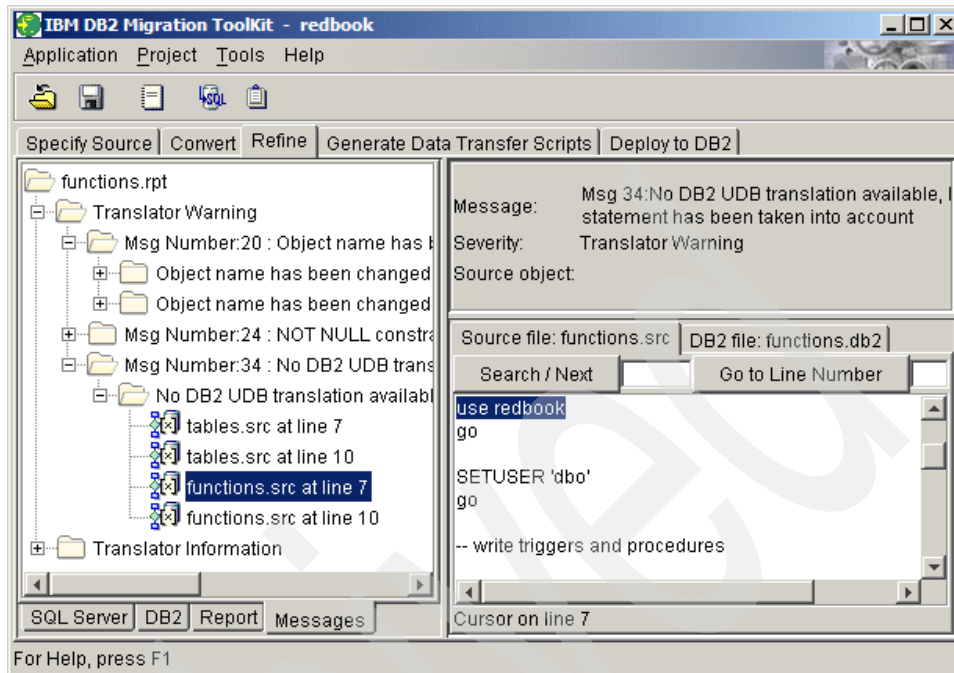 IBM DB2 Migration ToolKit - redbook
Application Project Tools Help
SQL
Specify Source Convert Refine Generate Data Transfer Scripts Deploy to DB2
functions.rpt
Translator Warning
Msg Number:20 : Object name has b
Object name has been changed
Object name has been changed
Msg Number:24 : NOT NULL constra
Msg Number:34 : No DB2 UDB trans
No DB2 UDB translation availabl
tables.src at line 7
tables.src at line 10
functions.src at line 7
functions.src at line 10
Translator Information
SQL Server DB2 Report Messages
Message: Msg 34:No DB2 UDB translation available,
statement has been taken into account
Severity: Translator Warning
Source object:
Source file: functions.src DB2 file: functions.db2
Search / Next Go to Line Number
use redbook
go
SETUSER 'dbo'
go
-- write triggers and procedures
Cursor on line 7
For Help, press F1